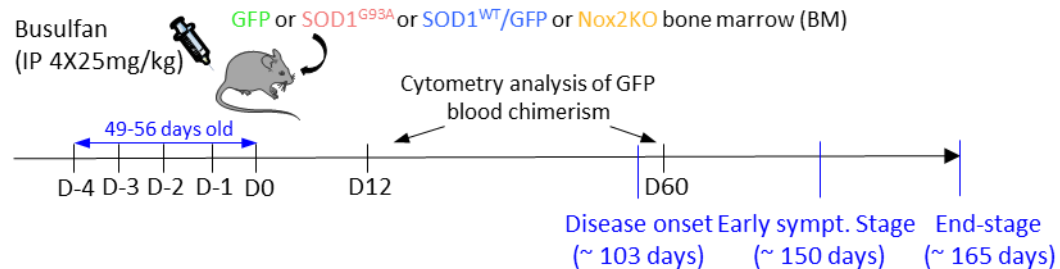 GFP or SOD1G93A or SOD1WT/GFP or Nox2KO bone marrow (BM)
Busulfan
(IP 4X25mg/kg)
Cytometry analysis of GFP
blood chimerism
49-56 days old
D-4 D-3 D-2 D-1 D0 D12 D60
Disease onset Early sympt. Stage End-stage
(~ 103 days) (~ 150 days) (~ 165 days)